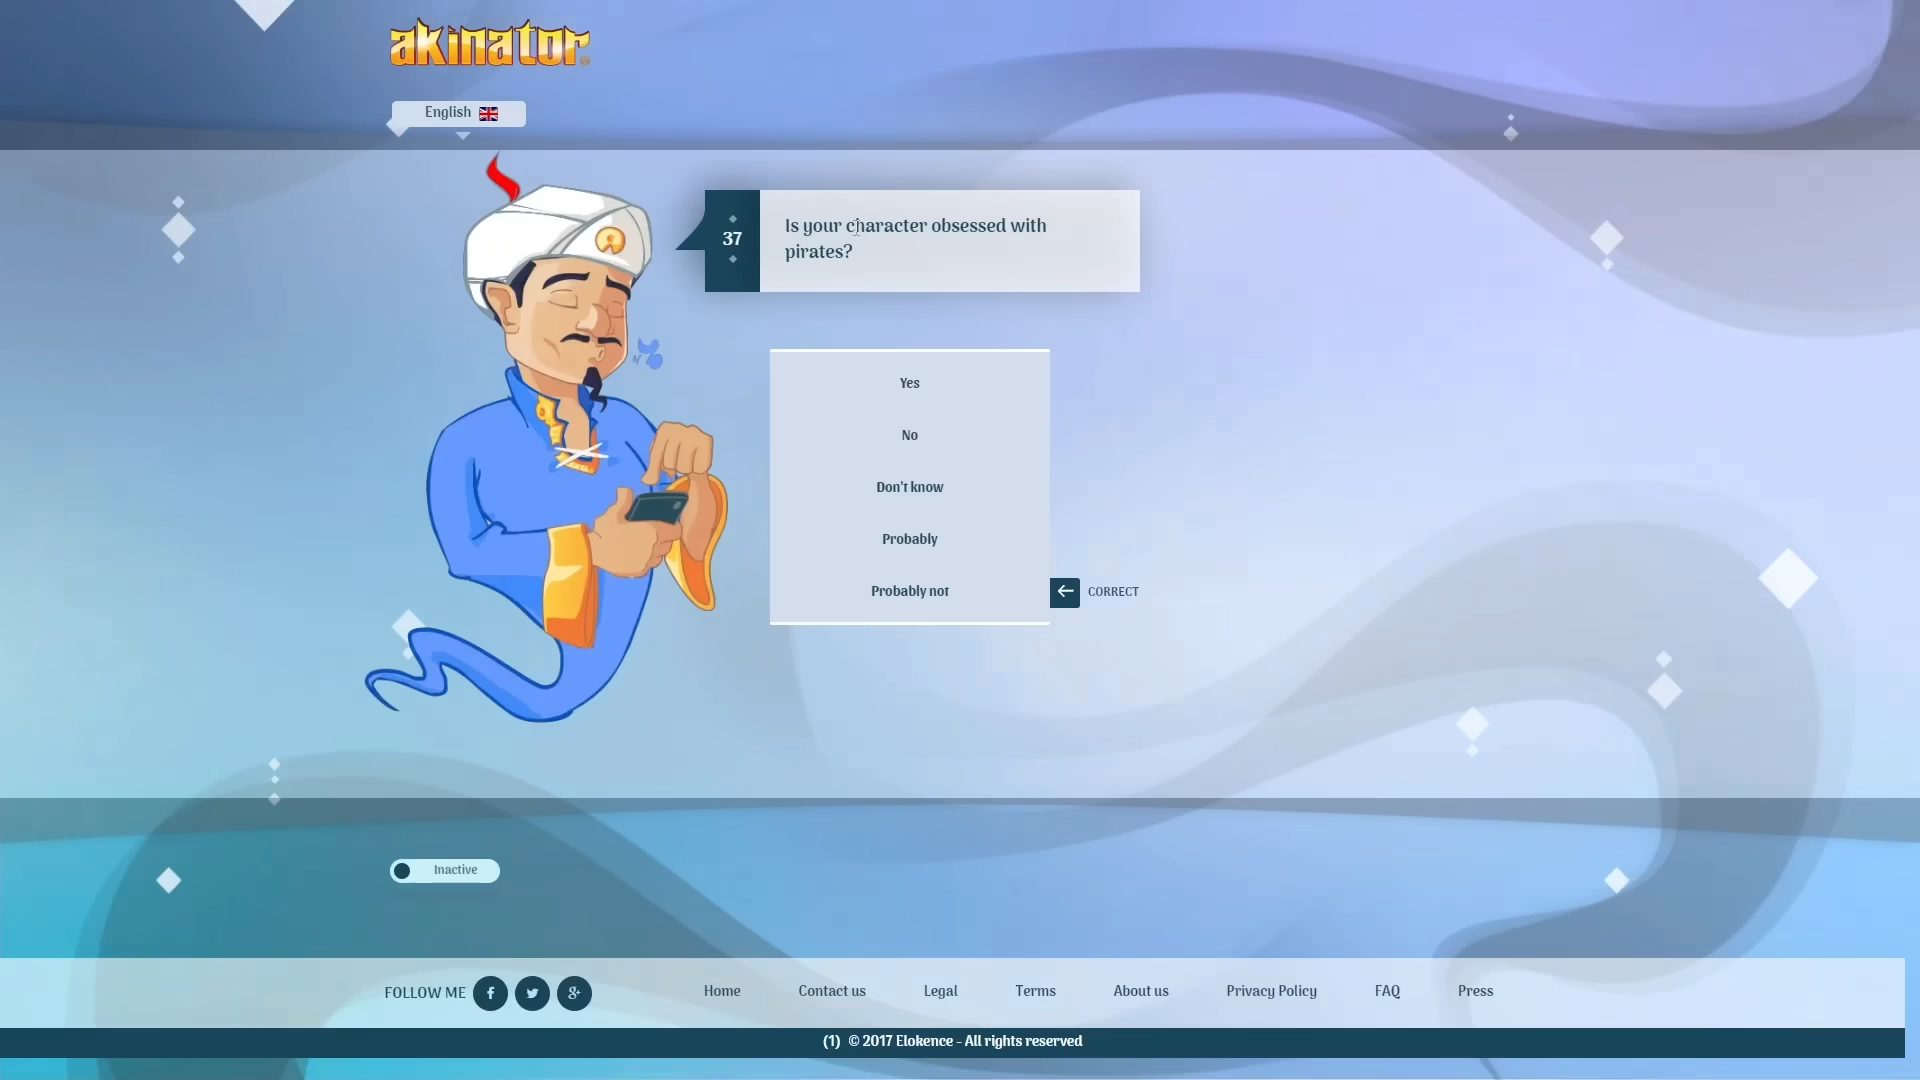 akinator
English
37
Is your character obsessed with
pirates?
Yes
No
Don't know
Probably
Probably not
CORRECT
Inactive
FOLLOW ME
Home
Contact us
Legal
Terms
About us
Privacy Policy
FAQ
Press
(1) © 2017 Elokence - All rights reserved